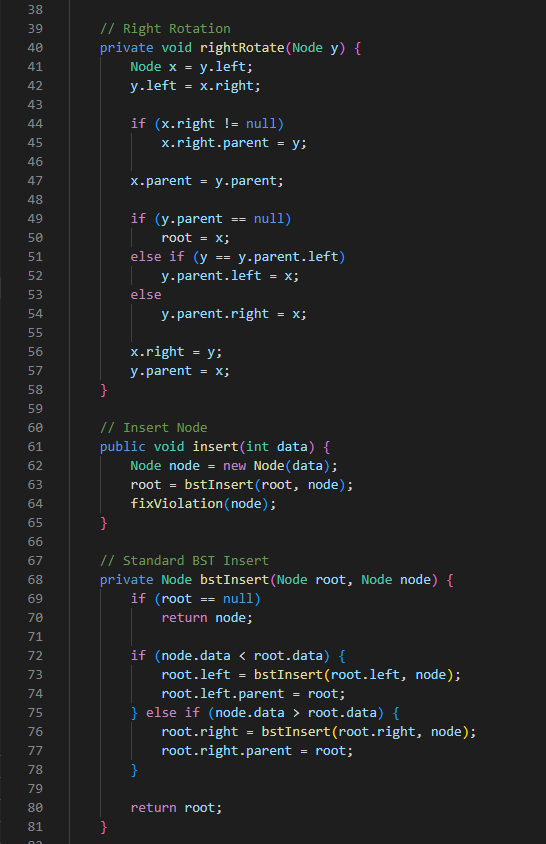 38
39 // Right Rotation
40 private void rightRotate(Node y) {
41 Node x = y.left;
42 y.left = x.right;
43
44 if (x.right != null)
45 x.right.parent = y;
46
47 x.parent = y.parent;
48
49 if (y.parent == null)
50 root = x;
51 else if (y == y.parent.left)
52 y.parent.left = x;
53 else
54 y.parent.right = x;
55
56 x.right = y;
57 y.parent = x;
58 }
59
60 // Insert Node
61 public void insert(int data) {
62 Node node = new Node(data);
63 root = bstInsert(root, node);
64 fixViolation(node);
65 }
66
67 // Standard BST Insert
68 private Node bstInsert(Node root, Node node) {
69 if (root == null)
70 return node;
71
72 if (node.data < root.data) {
73 root.left = bstInsert(root.left, node);
74 root.left.parent = root;
75 } else if (node.data > root.data) {
76 root.right = bstInsert(root.right, node);
77 root.right.parent = root;
78 }
79
80 return root;
81 }